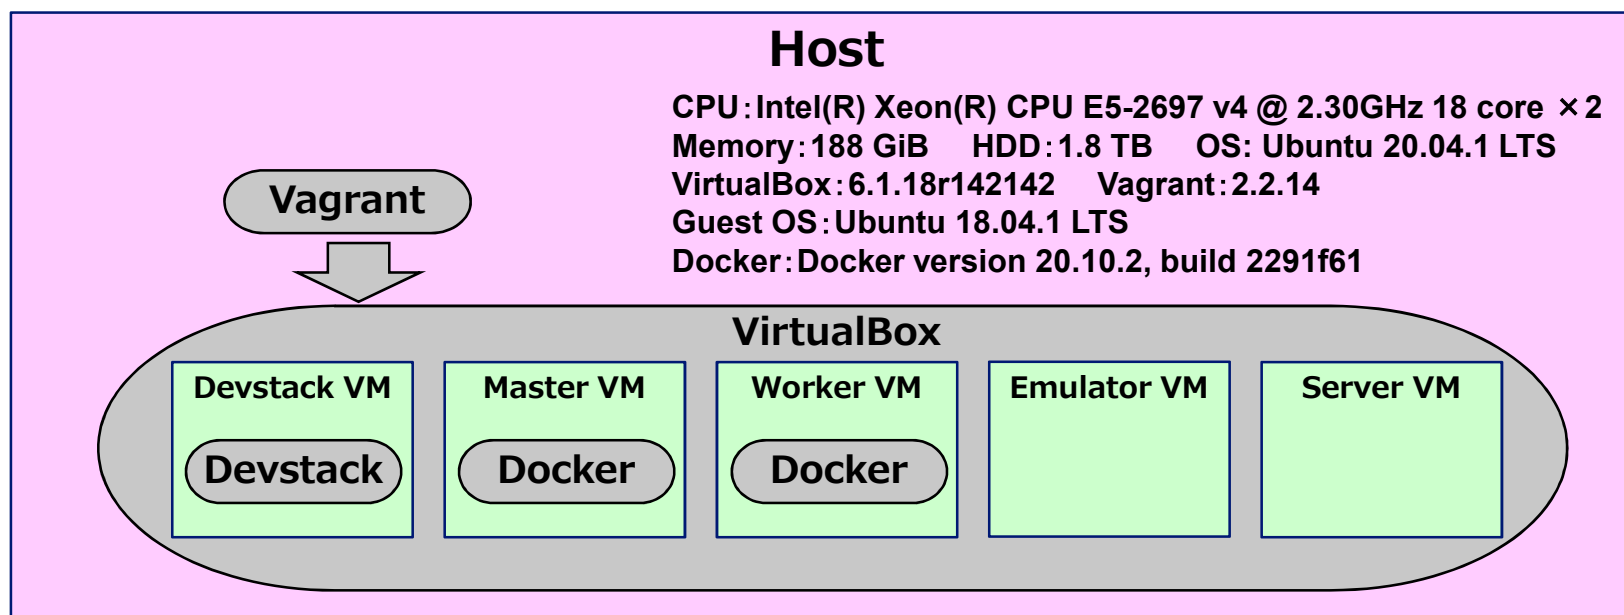 Host
CPU：Intel(R) Xeon(R) CPU E5-2697 v4 @ 2.30GHz 18 core ×2
Memory：188 GiB HDD：1.8 TB OS: Ubuntu 20.04.1 LTS
VirtualBox：6.1.18r142142 Vagrant：2.2.14
Guest OS：Ubuntu 18.04.1 LTS
Docker：Docker version 20.10.2, build 2291f61
Vagrant
VirtualBox
Devstack VM
Devstack
Master VM
Docker
Worker VM
Docker
Emulator VM
Server VM